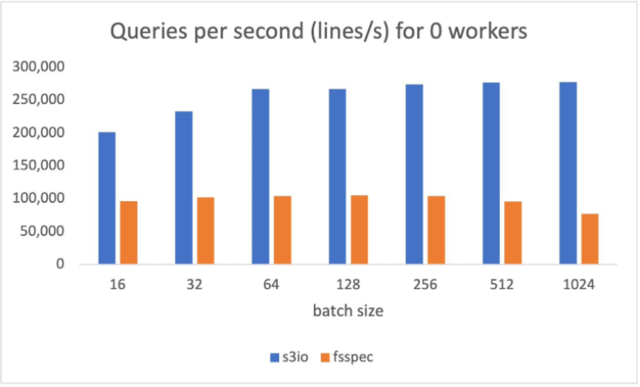 Queries per second (lines/s) for 0 workers
300,000
250,000
200,000
150,000
100,000
50,000
0
16 32 64 128 256 512 1024
batch size
s3io fsspec